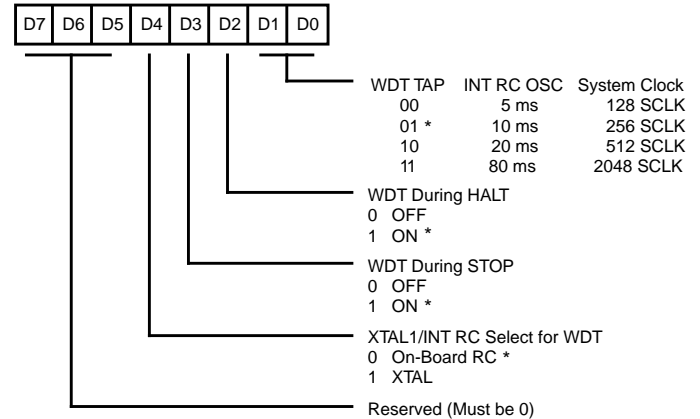 D7 D6 D5 D4 D3 D2 D1 D0
WDT TAP INT RC OSC System Clock
00 5 ms 128 SCLK
01 * 10 ms 256 SCLK
10 20 ms 512 SCLK
11 80 ms 2048 SCLK
WDT During HALT
0 OFF
1 ON *
WDT During STOP
0 OFF
1 ON *
XTAL1/INT RC Select for WDT
0 On-Board RC *
1 XTAL
Reserved (Must be 0)